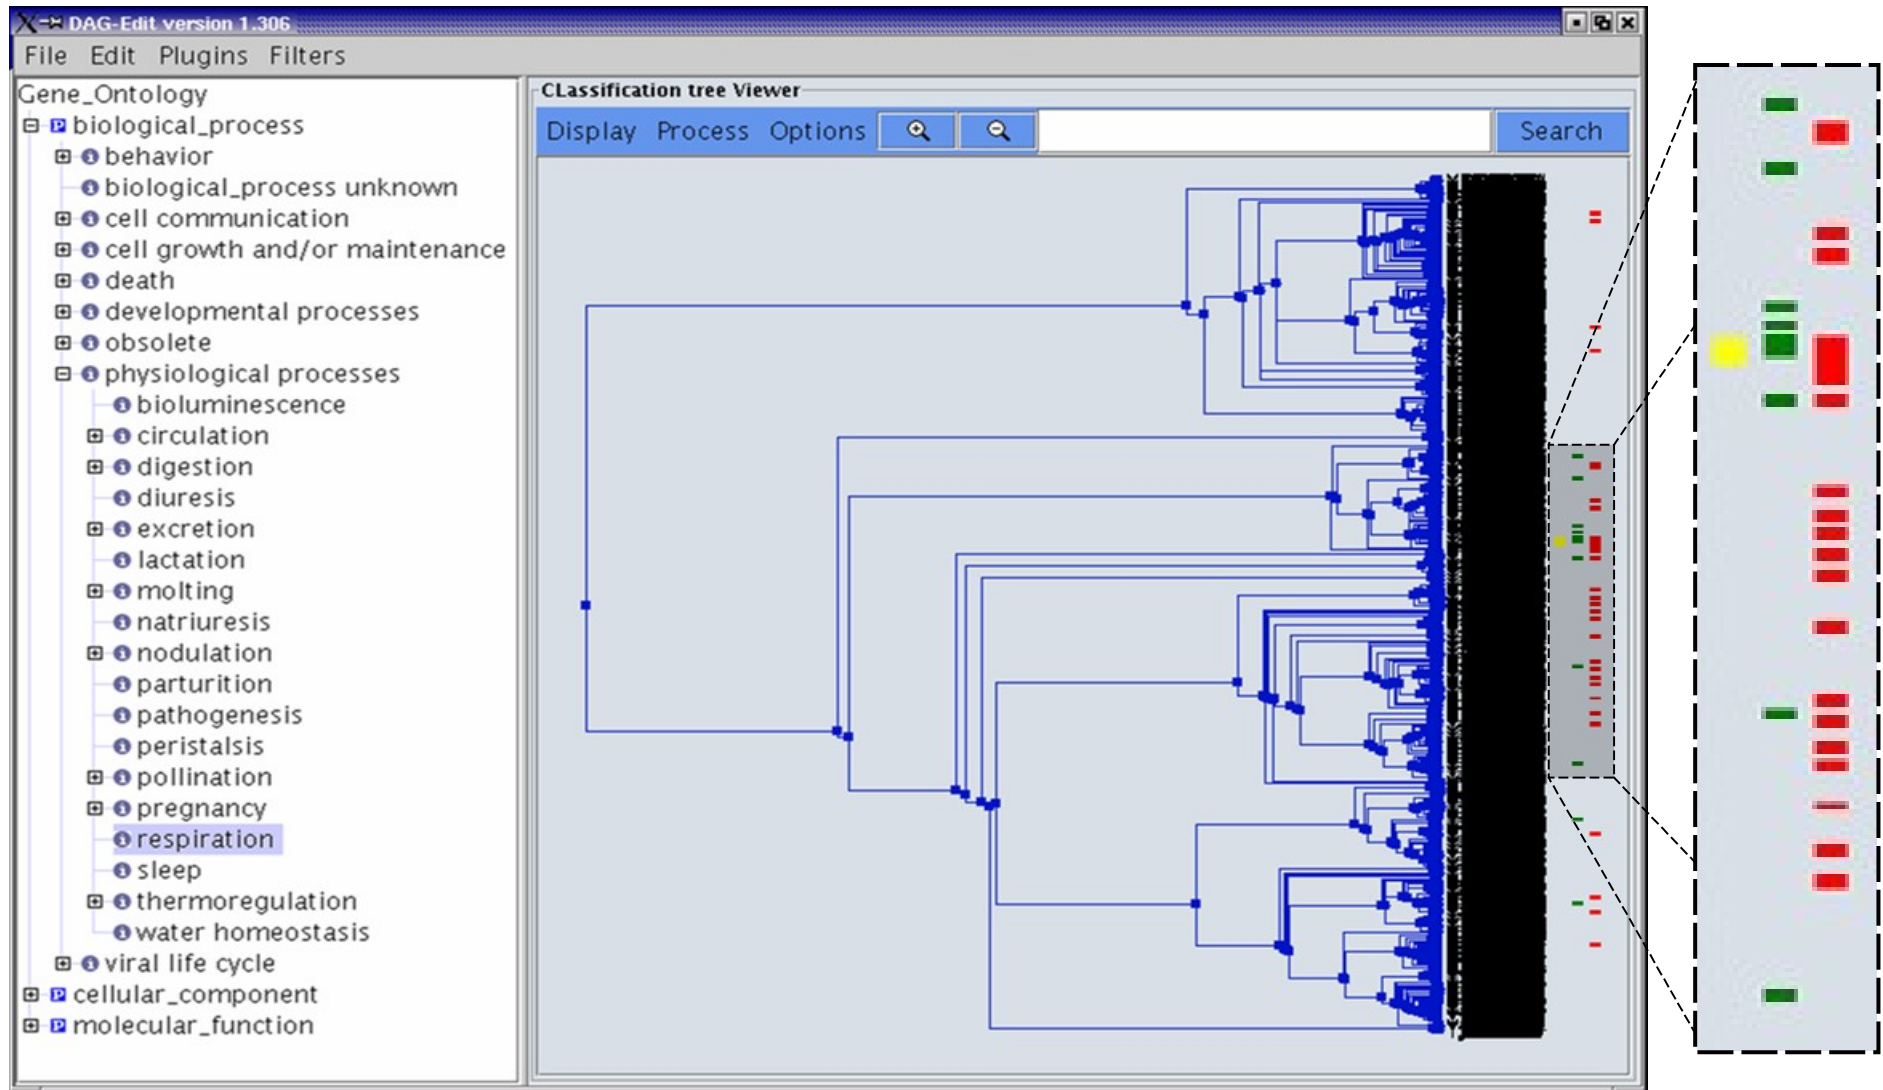 DAG-Edit version 1.306
File Edit Plugins Filters
Gene_Ontology
biological_process
behavior
biological_process unknown
cell communication
cell growth and/or maintenance
death
developmental processes
obsolete
physiological processes
bioluminescence
circulation
digestion
diuresis
excretion
lactation
molting
natriuresis
nodulation
parturition
pathogenesis
peristalsis
pollination
pregnancy
respiration
sleep
thermoregulation
water homeostasis
viral life cycle
cellular_component
molecular_function
CLassification tree Viewer
Display Process Options Search